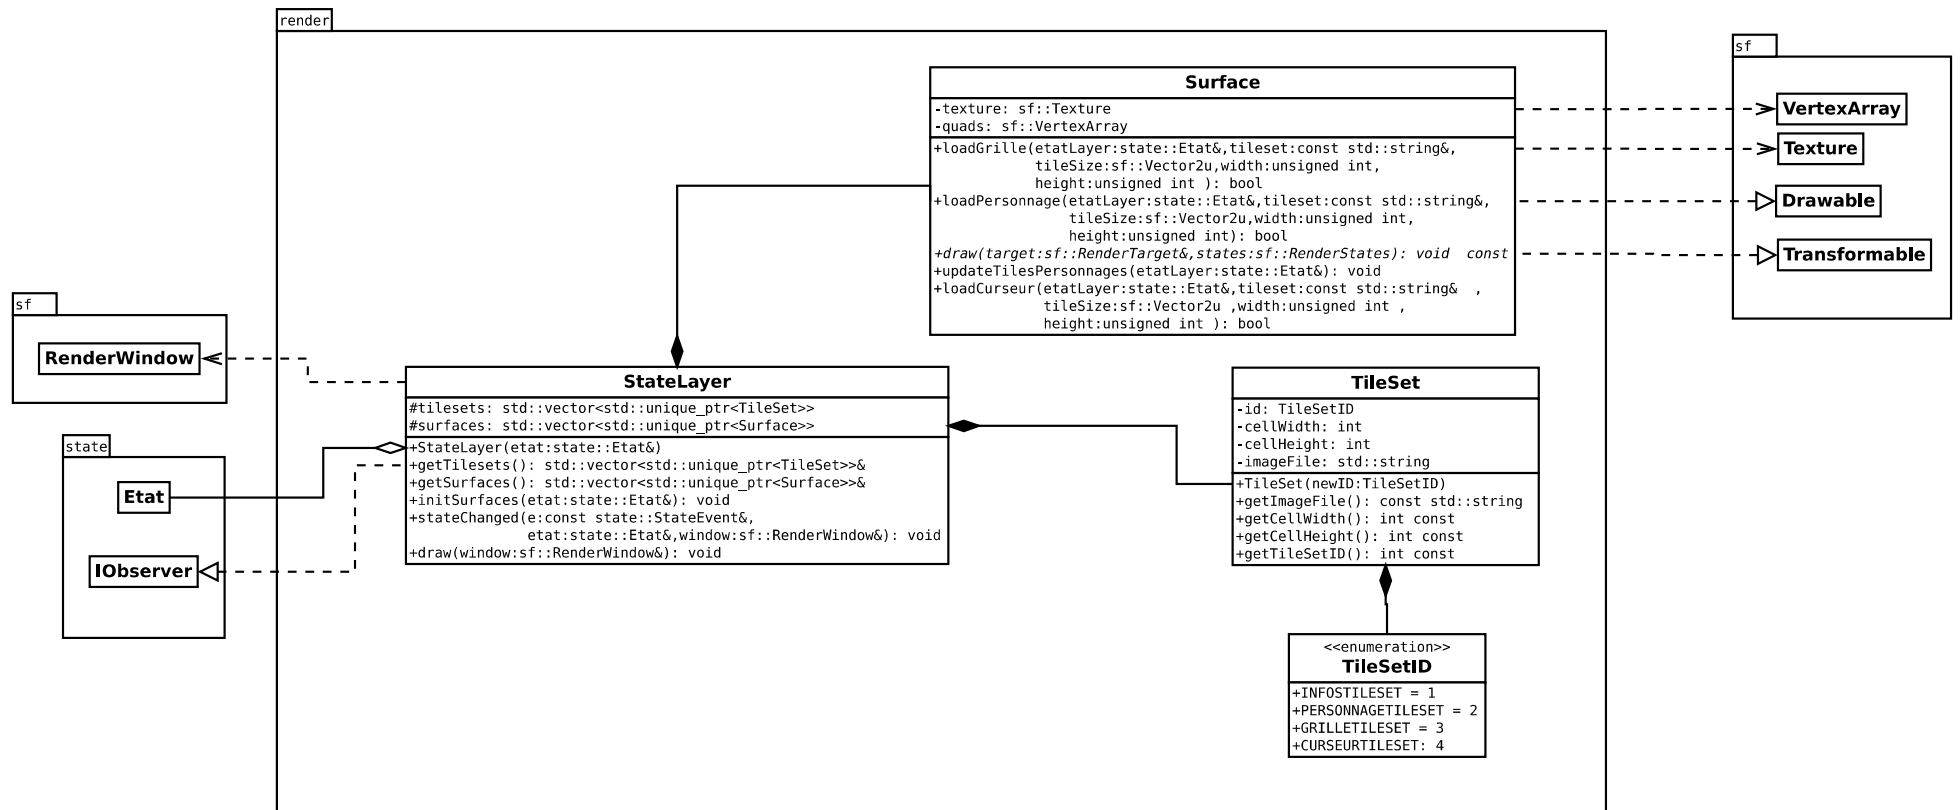 render
sf
Surface
-texture: sf::Texture
-quads: sf::VertexArray
+loadGrille(etatLayer:state::Etat&,tileset:const std::string&,
tileSize:sf::Vector2u,width:unsigned int,
height:unsigned int ): bool
+loadPersonnage(etatLayer:state::Etat&,tileset:const std::string&,
tileSize:sf::Vector2u,width:unsigned int,
height:unsigned int): bool
+draw(target:sf::RenderTarget&,states:sf::RenderStates): void  const
+updateTilesPersonnages(etatLayer:state::Etat&): void
+loadCurseur(etatLayer:state::Etat&,tileset:const std::string&  ,
tileSize:sf::Vector2u ,width:unsigned int ,
height:unsigned int ): bool
VertexArray
Texture
Drawable
Transformable
sf
RenderWindow
state
Etat
IObserver
StateLayer
#tilesets: std::vector<std::unique_ptr<TileSet>>
#surfaces: std::vector<std::unique_ptr<Surface>>
+StateLayer(etat:state::Etat&)
+getTilesets(): std::vector<std::unique_ptr<TileSet>>&
+getSurfaces(): std::vector<std::unique_ptr<Surface>>&
+initSurfaces(etat:state::Etat&): void
+stateChanged(e:const state::StateEvent&,
etat:state::Etat&,window:sf::RenderWindow&): void
+draw(window:sf::RenderWindow&): void
TileSet
-id: TileSetID
-cellWidth: int
-cellHeight: int
-imageFile: std::string
+TileSet(newID:TileSetID)
+getImageFile(): const std::string
+getCellWidth(): int const
+getCellHeight(): int const
+getTileSetID(): int const
<<enumeration>>
TileSetID
+INFOSTILESET = 1
+PERSONNAGETILESET = 2
+GRILLETILESET = 3
+CURSEURTILESET: 4